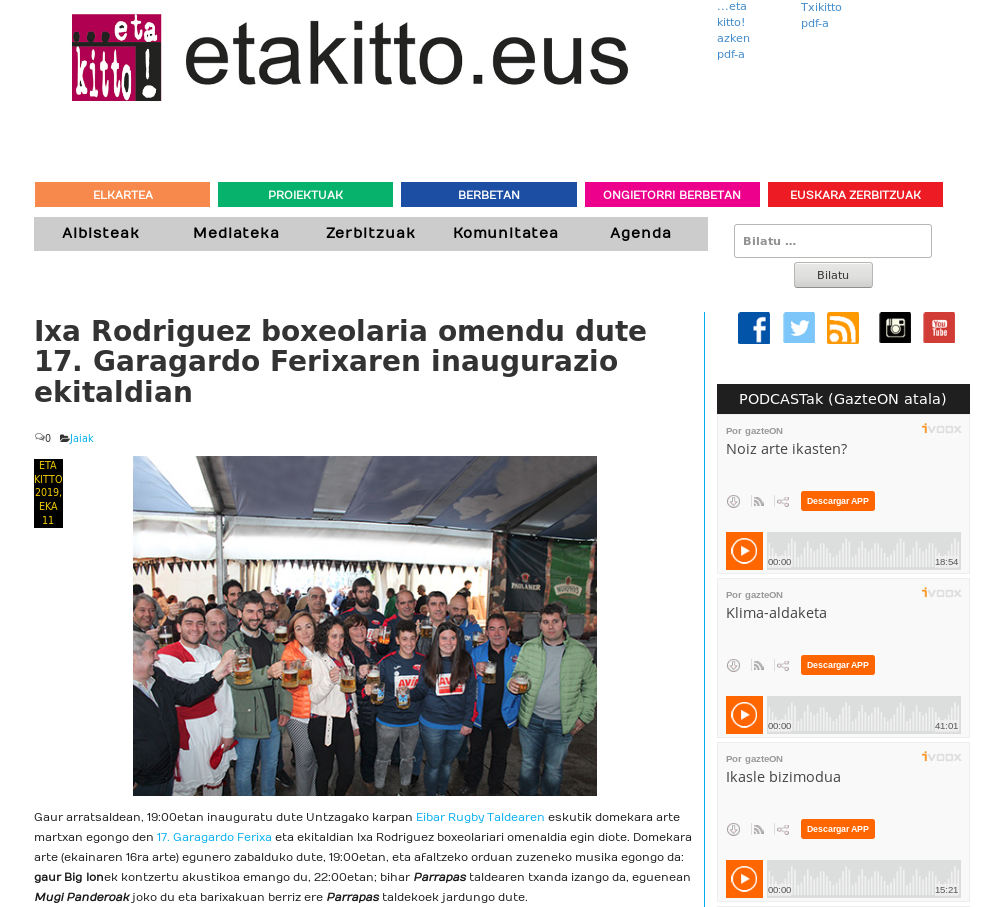 ...eta
kitto!
etakitto.eus
…eta
kitto!
azken
pdf-a
Txikitto
pdf-a
ELKARTEA
PROIEKTUAK
BERBETAN
ONGIETORRI BERBETAN
EUSKARA ZERBITZUAK
Albisteak
Mediateka
Zerbitzuak
Komunitatea
Agenda
Bilatu …
Bilatu
Ixa Rodriguez boxeolaria omendu dute
17. Garagardo Ferixaren inaugurazio
ekitaldian
0 Jaiak
ETA
KITTO
2019,
EKA
11
PAULANER
AVIA
Gaur arratsaldean, 19:00etan inauguratu dute Untzagako karpan Eibar Rugby Taldearen eskutik domekara arte
martxan egongo den 17. Garagardo Ferixa eta ekitaldian Ixa Rodriguez boxeolariari omenaldia egin diote. Domekara
arte (ekainaren 16ra arte) egunero zabalduko dute, 19:00etan, eta afaltzeko orduan zuzeneko musika egongo da:
gaur Big Ionek kontzertu akustikoa emango du, 22:00etan; bihar Parrapas taldearen txanda izango da, eguenean
Mugi Panderoak joko du eta barixakuan berriz ere Parrapas taldekoek jardungo dute.
You
Tube
PODCASTak (GazteON atala)
Por gazteON
ivoox
Noiz arte ikasten?
Descargar APP
00:00
18:54
Por gazteON
ivoox
Klima-aldaketa
Descargar APP
00:00
41:01
Por gazteON
ivoox
Ikasle bizimodua
Descargar APP
00:00
15:21